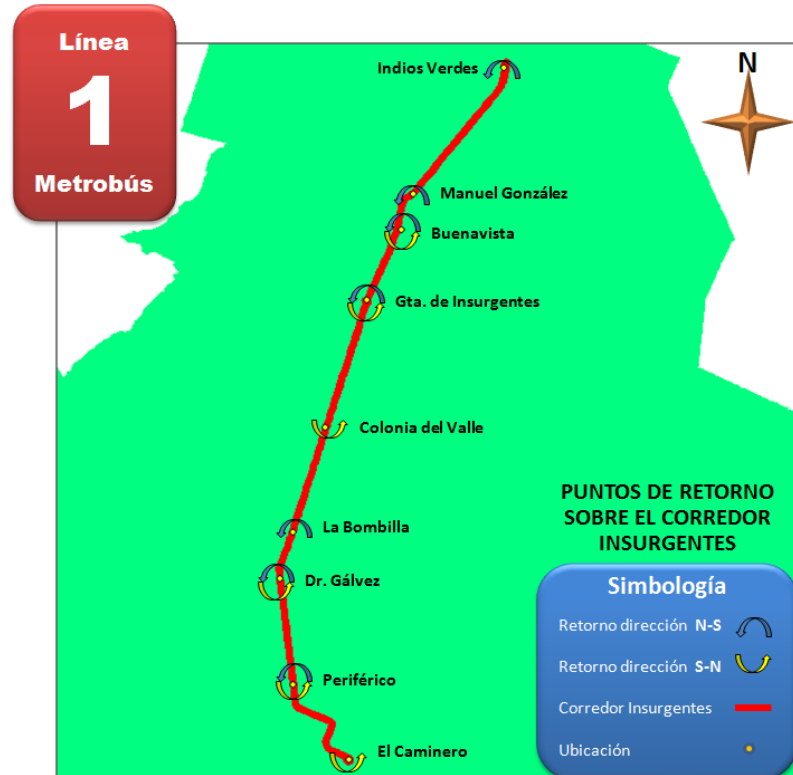 Línea
1
Metrobús
N
Indios Verdes
Manuel González
Buenavista
Gta. de Insurgentes
Colonia del Valle
La Bombilla
Dr. Gálvez
Periférico
El Caminero
PUNTOS DE RETORNO
SOBRE EL CORREDOR
INSURGENTES
Simbología
Retorno dirección N-S
Retorno dirección S-N
Corredor Insurgentes
Ubicación